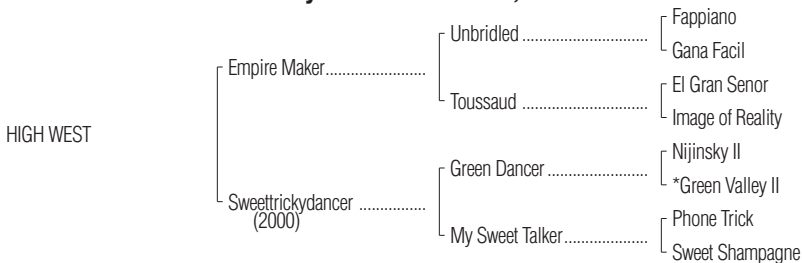 Fappiano
Unbridled ........................................
Gana Facil
Empire Maker.........................
El Gran Senor
Toussaud ........................................
Image of Reality
HIGH WEST
Nijinsky II
Green Dancer ................................
*Green Valley II
Sweettrickydancer ................
(2000)
Phone Trick
My Sweet Talker...........................
Sweet Shampagne